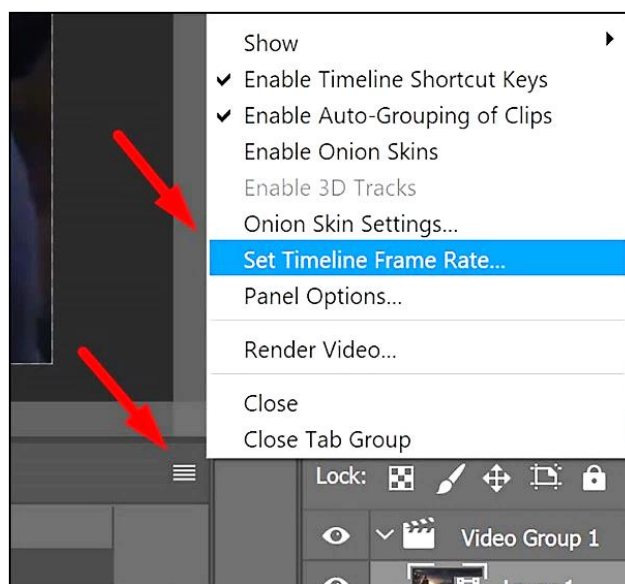 Show
Enable Timeline Shortcut Keys
Enable Auto-Grouping of Clips
Enable Onion Skins
Enable 3D Tracks
Onion Skin Settings...
Set Timeline Frame Rate...
Panel Options...
Render Video...
Close
Close Tab Group
Lock:
Video Group 1